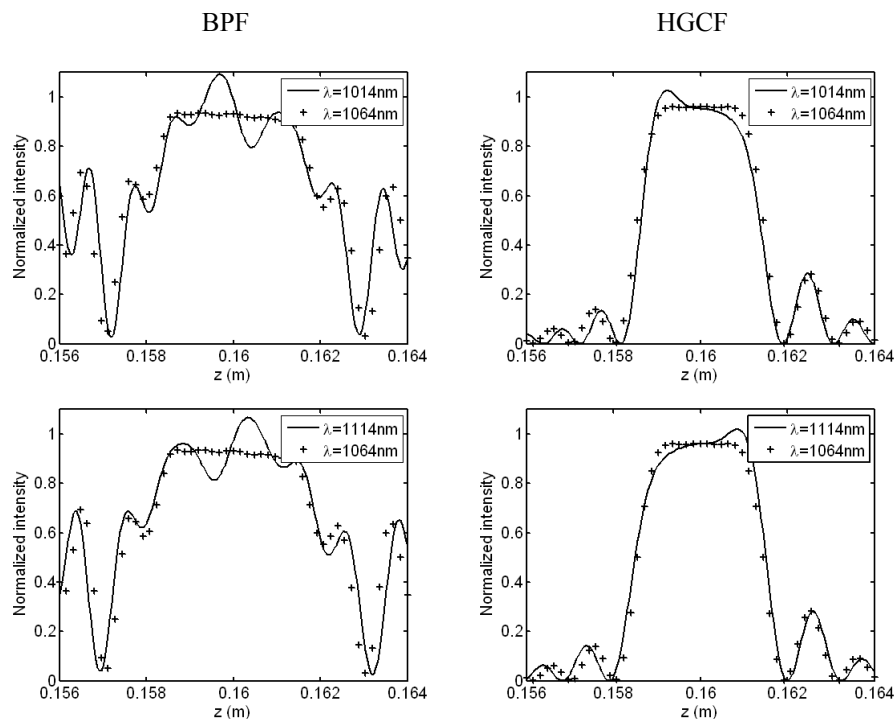 BPF
HGCF
λ=1014nm
λ=1064nm
Normalized intensity
1
0.8
0.6
0.4
0.2
0
0.156 0.158 0.16 0.162 0.164
z (m)
λ=1014nm
λ=1064nm
Normalized intensity
1
0.8
0.6
0.4
0.2
0
0.156 0.158 0.16 0.162 0.164
z (m)
λ=1114nm
λ=1064nm
Normalized intensity
1
0.8
0.6
0.4
0.2
0
0.156 0.158 0.16 0.162 0.164
z (m)
λ=1114nm
λ=1064nm
Normalized intensity
1
0.8
0.6
0.4
0.2
0
0.156 0.158 0.16 0.162 0.164
z (m)